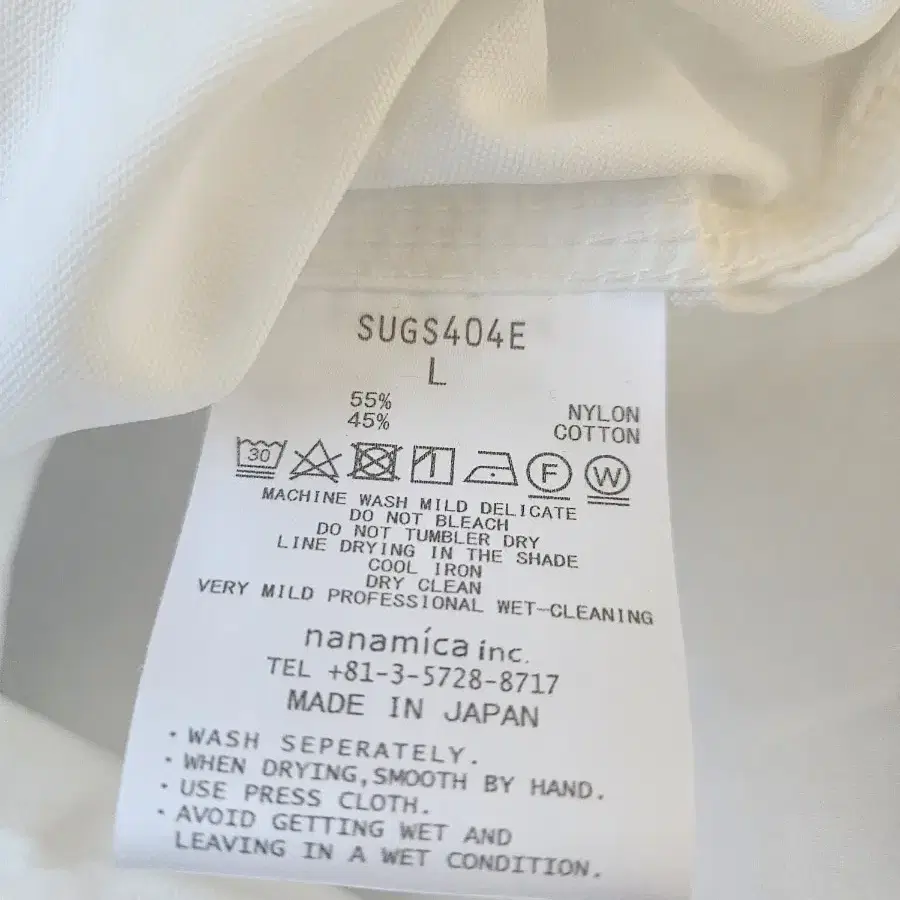 SUGS404E
L
55% NYLON
45% COTTON
30 F W
MACHINE WASH MILD DELICATE
DO NOT BLEACH
DO NOT TUMBLER DRY
LINE DRYING IN THE SHADE
COOL IRON
DRY CLEAN
VERY MILD PROFESSIONAL WET-CLEANING
nanamíca inc.
TEL +81-3-5728-8717
MADE IN JAPAN
・WASH SEPERATELY.
・WHEN DRYING,SMOOTH BY HAND.
・USE PRESS CLOTH.
・AVOID GETTING WET AND
LEAVING IN A WET CONDITION.